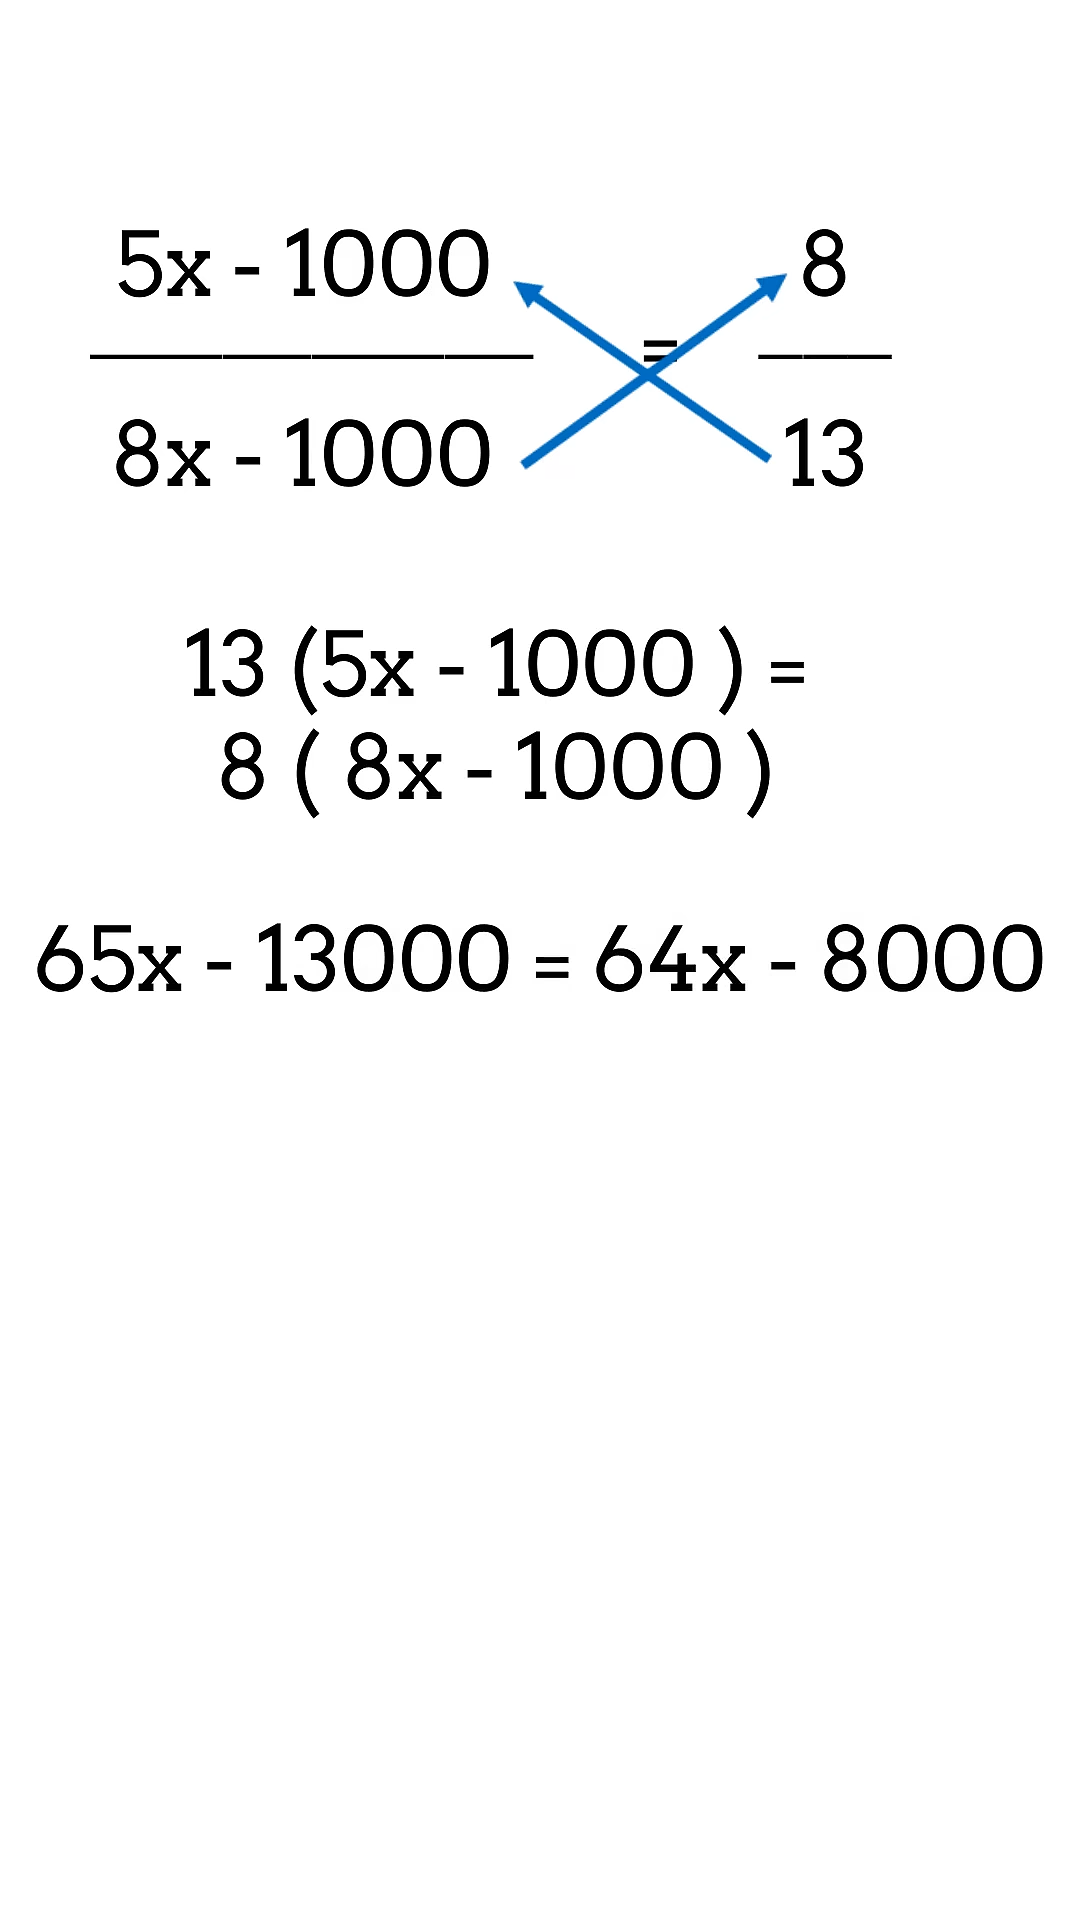 5x - 1000 = 8
8x - 1000 13
13 (5x - 1000 ) =
8 ( 8x - 1000 )
65x - 13000 = 64x - 8000